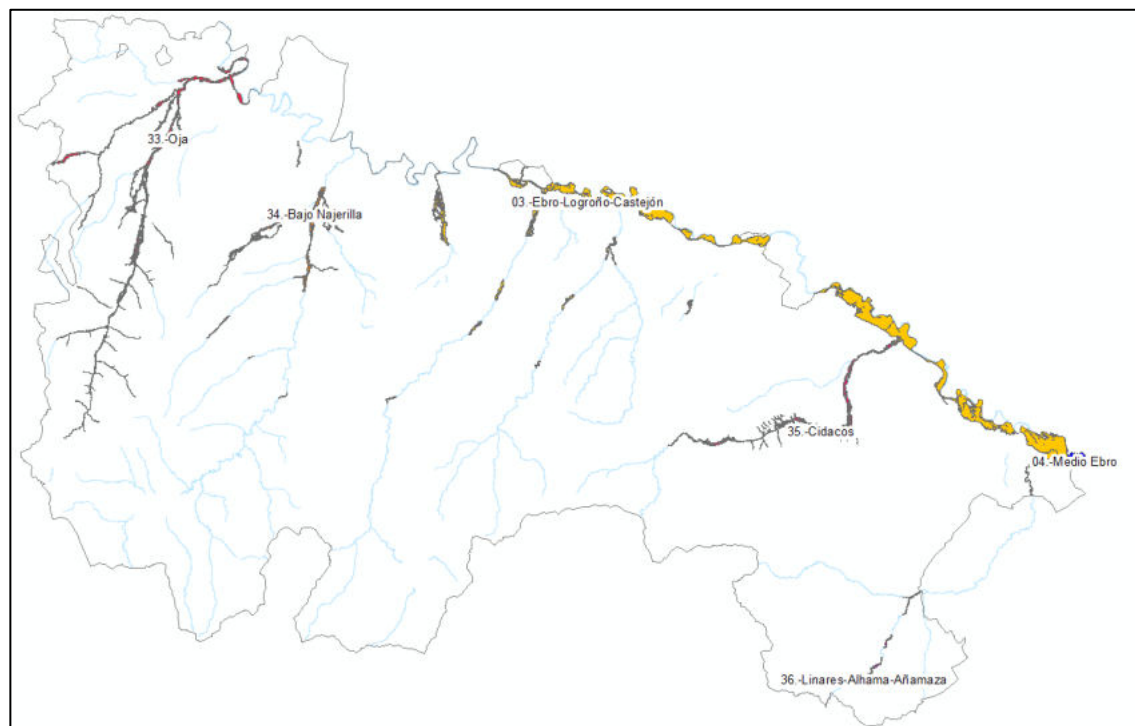 33.-Oja
34.-Bajo Najerilla
03.-Ebro-Logroño-Castejón
35.-Cidacos
04.-Medio Ebro
36.-Linares-Alhama-Añamaza